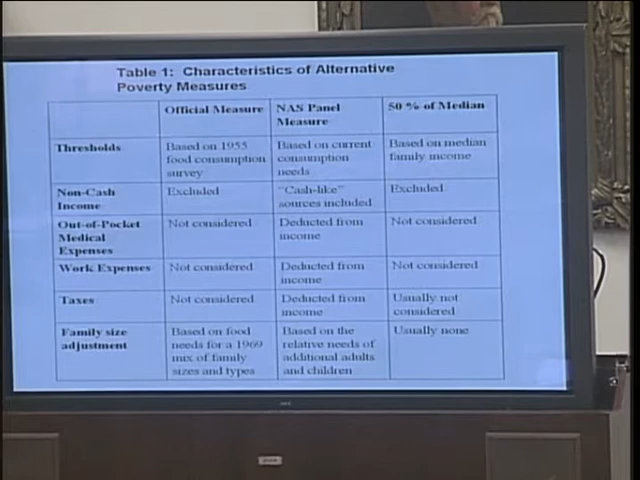 Table 1: Characteristics of Alternative
Poverty Measures
Official Measure
NAS Panel
Measure
50 % of Median
Thresholds
Based on 1955
food consumption
survey
Based on current
consumption
needs
Based on median
family income
Non-Cash
Income
Excluded
"Cash-like"
sources included
Excluded
Out-of-Pocket
Medical
Expenses
Not considered
Deducted from
income
Not considered
Work Expenses
Not considered
Deducted from
income
Not considered
Taxes
Not considered
Deducted from
income
Usually not
considered
Family size
adjustment
Based on food
needs for a 1969
mix of family
sizes and types
Based on the
relative needs of
additional adults
and children
Usually none